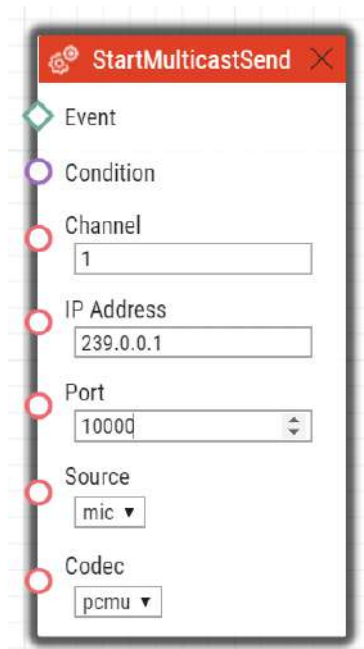 StartMulticastSend
Event
Condition
Channel
1
IP Address
239.0.0.1
Port
10000
Source
mic
Codec
pcmu